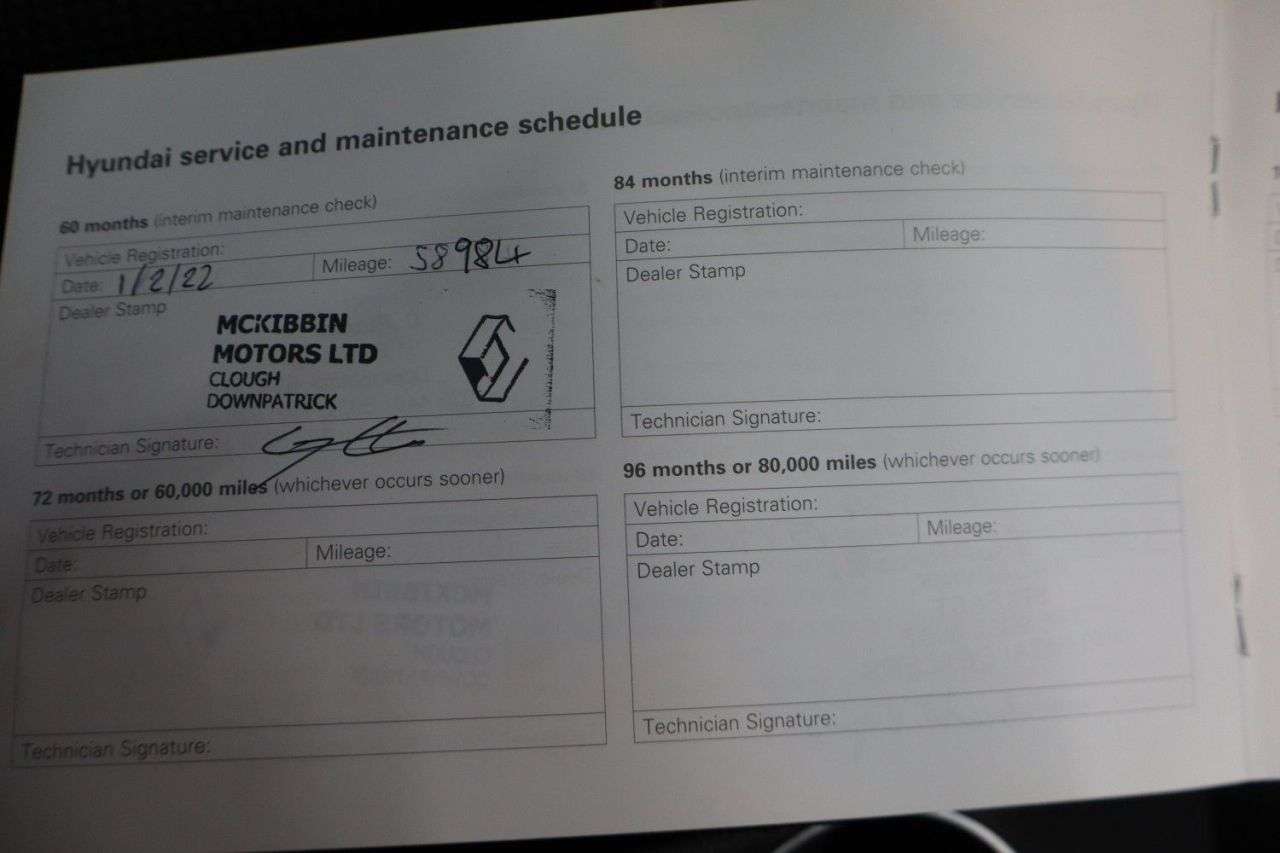 Hyundai service and maintenance schedule
60 months (interim maintenance check)
Vehicle Registration:
Date: 1/2/22 Mileage: 58984
Dealer Stamp
MCKIBBIN
MOTORS LTD
CLOUGH
DOWNPATRICK
Technician Signature:
72 months or 60,000 miles (whichever occurs sooner)
Vehicle Registration:
Date: Mileage:
Dealer Stamp
Technician Signature:
84 months (interim maintenance check)
Vehicle Registration:
Date: Mileage:
Dealer Stamp
Technician Signature:
96 months or 80,000 miles (whichever occurs sooner)
Vehicle Registration:
Date: Mileage:
Dealer Stamp
Technician Signature: